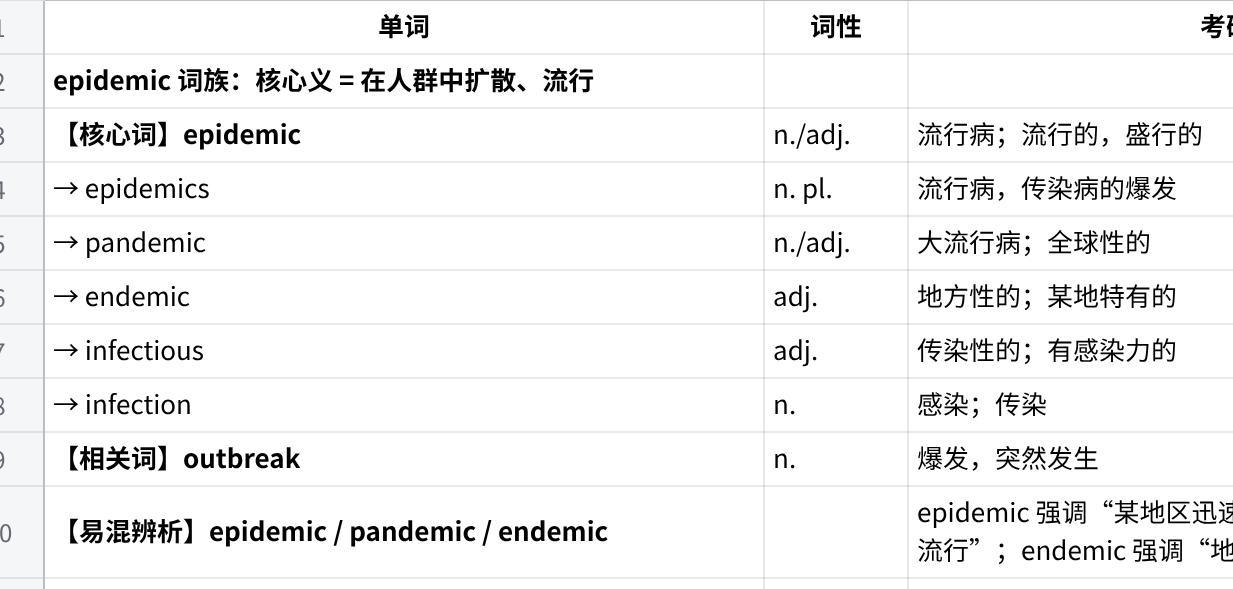 单词 词性
epidemic 词族：核心义 = 在人群中扩散、流行
【核心词】epidemic n./adj. 流行病；流行的，盛行的
→ epidemics n. pl. 流行病，传染病的爆发
→ pandemic n./adj. 大流行病；全球性的
→ endemic adj. 地方性的；某地特有的
→ infectious adj. 传染性的；有感染力的
→ infection n. 感染；传染
【相关词】outbreak n. 爆发，突然发生
【易混辨析】epidemic / pandemic / endemic
epidemic 强调“某地区迅速
流行”；endemic 强调“地